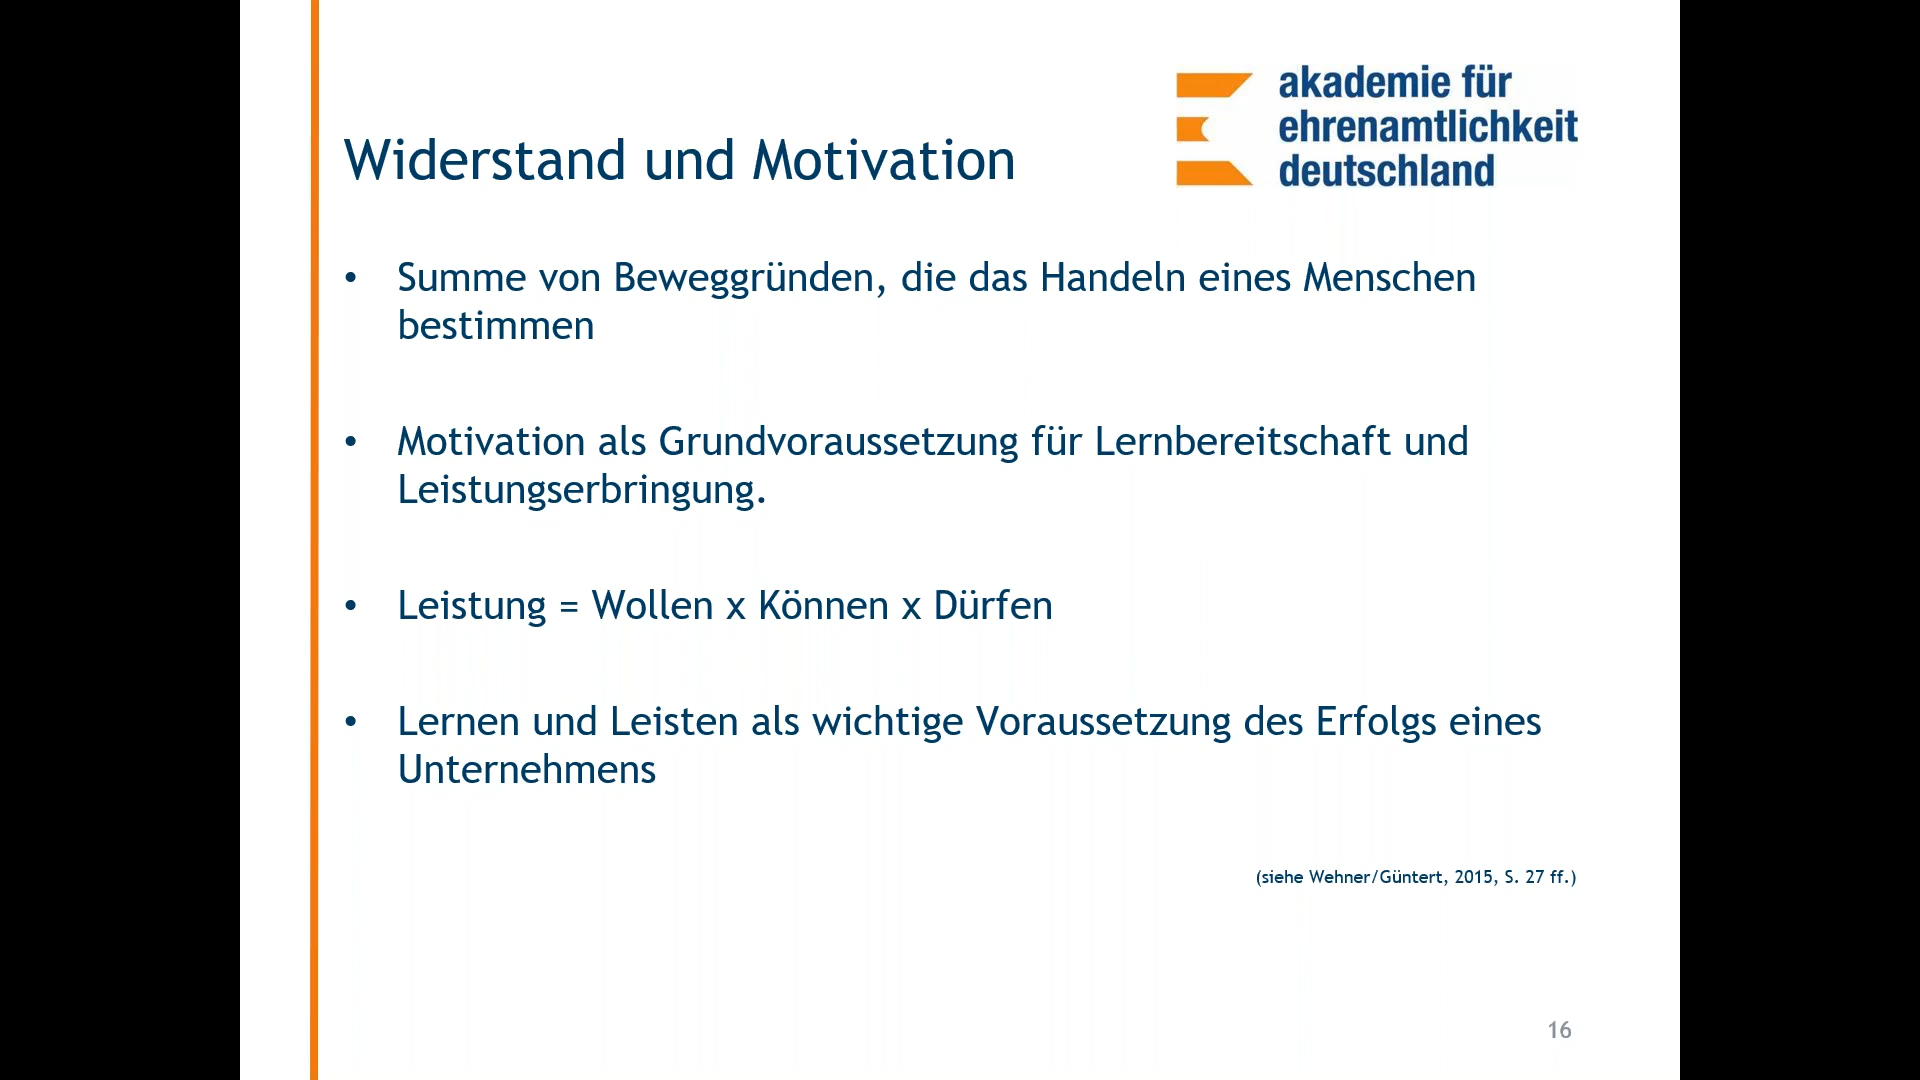 akademie für
ehrenamtlichkeit
deutschland
Widerstand und Motivation
• Summe von Beweggründen, die das Handeln eines Menschen
bestimmen
• Motivation als Grundvoraussetzung für Lernbereitschaft und
Leistungserbringung.
• Leistung = Wollen x Können x Dürfen
• Lernen und Leisten als wichtige Voraussetzung des Erfolgs eines
Unternehmens
(siehe Wehner/Güntert, 2015, S. 27 ff.)
16